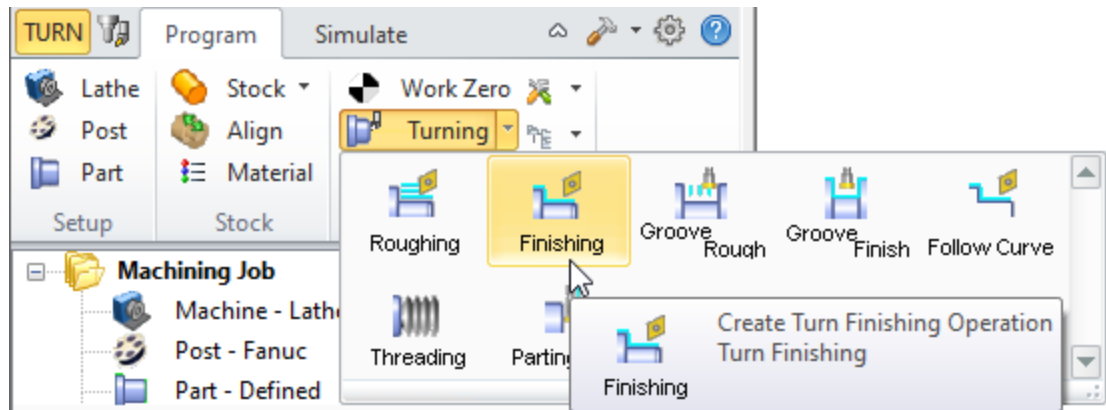 TURN Program Simulate
Lathe Stock Work Zero
Post Align Turning
Part Material
Setup Stock
Roughing Finishing Groove Rough Groove Finish Follow Curve
Machining Job
Machine - Lathe
Post - Fanuc
Part - Defined
Threading Parting
Create Turn Finishing Operation
Turn Finishing
Finishing